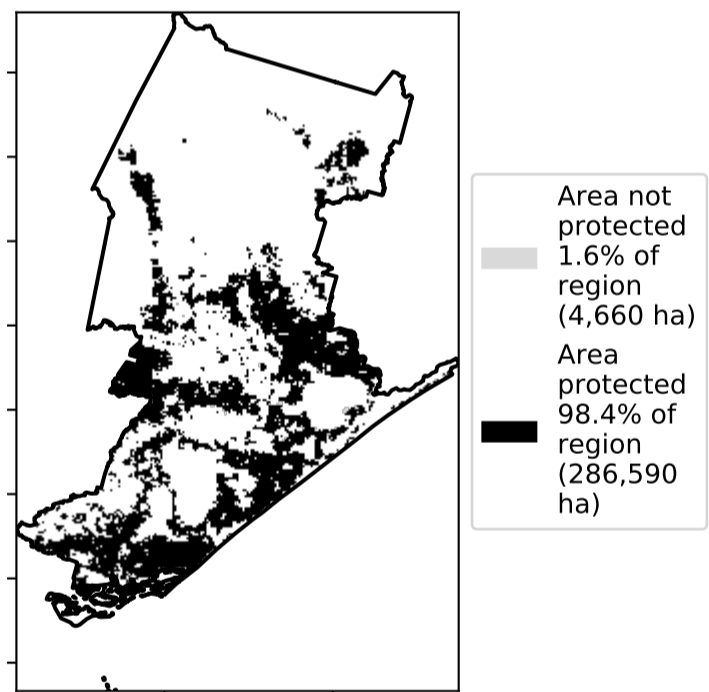 Area not
protected
1.6% of
region
(4,660 ha)
Area
protected
98.4% of
region
(286,590
ha)